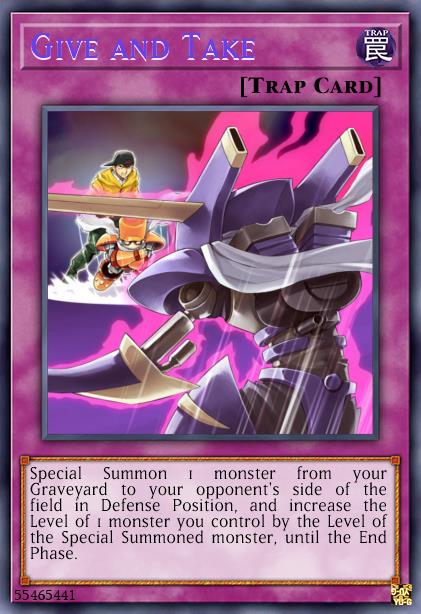 Give and Take
TRAP
罠
[Trap Card]
Special Summon 1 monster from your
Graveyard to your opponent's side of the
field in Defense Position, and increase the
Level of 1 monster you control by the Level of
the Special Summoned monster, until the End
Phase.
55465441